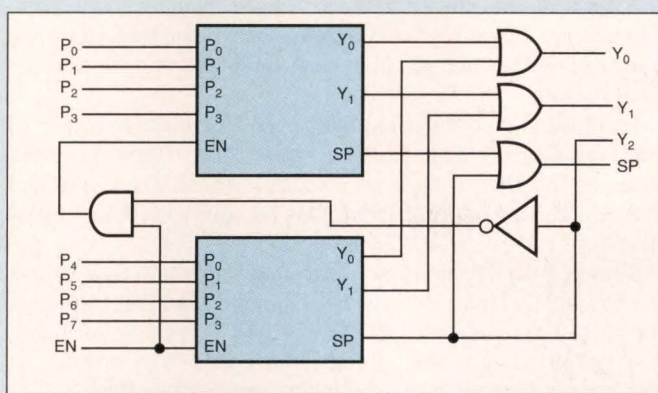 P₀ P₀ Y₀ Y₀
P₁ P₁
P₂ P₂ Y₁ Y₁
P₃ P₃ Y₂
EN SP SP
P₄ P₀ Y₀
P₅ P₁ Y₁
P₆ P₂
P₇ P₃
EN EN SP